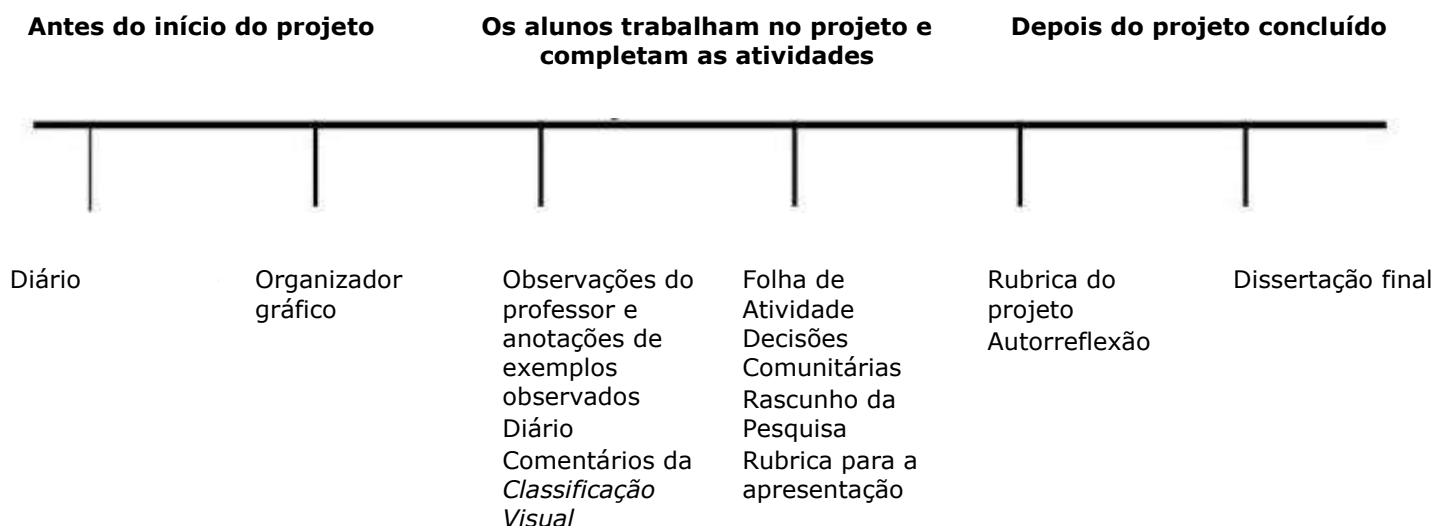 Antes do início do projeto
Os alunos trabalham no projeto e
completam as atividades
Depois do projeto concluído
Diário
Organizador
gráfico
Observações do
professor e
anotações de
exemplos
observados
Diário
Comentários da
Classificação
Visual
Folha de
Atividade
Decisões
Comunitárias
Rascunho da
Pesquisa
Rubrica para a
apresentação
Rubrica do
projeto
Autorreflexão
Dissertação final